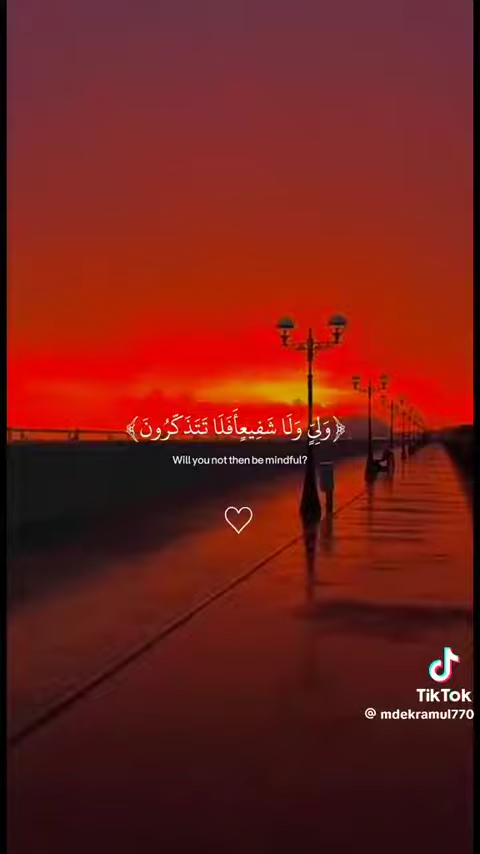 ﴿وَلِيٍّ وَلَا شَفِيعٍأَفَلَا تَتَذَكَّرُونَ﴾
Will you not then be mindful?
TikTok
@ mdekramul770